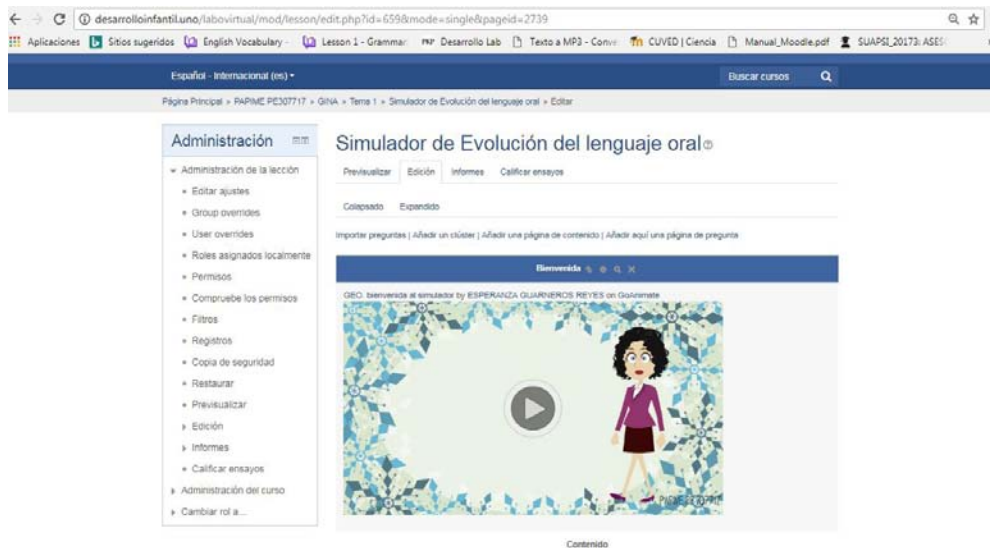 desarrolloinfantil.uno/labovirtual/mod/lesson/edit.php?id=659&mode=single&pageid=2739
Aplicaciones Sitios sugeridos English Vocabulary - Lesson 1 - Grammar Desarrollo Lab Texto a MP3 - Conve CUVED | Ciencia Manual_Moodle.pdf SUAPSI_20173: ASES
Español - Internacional (es)
Buscar cursos
Página Principal » PAPIME PE307717 » GINA » Tema 1 » Simulador de Evolución del lenguaje oral » Editar
Administración
Administración de la lección
Editar ajustes
Group overrides
User overrides
Roles asignados localmente
Permisos
Compruebe los permisos
Filtros
Registros
Copia de seguridad
Restaurar
Previsualizar
Edición
Informes
Calificar ensayos
Administración del curso
Cambiar rol a...
Simulador de Evolución del lenguaje oral
Previsualizar Edición Informes Calificar ensayos
Colapsado Expandido
Importar preguntas | Añadir un clúster | Añadir una página de contenido | Añadir aquí una página de pregunta
Bienvenida
GEO. bienvenida al simulador by ESPERANZA GUARNEROS REYES on GoAnimate
Contenido